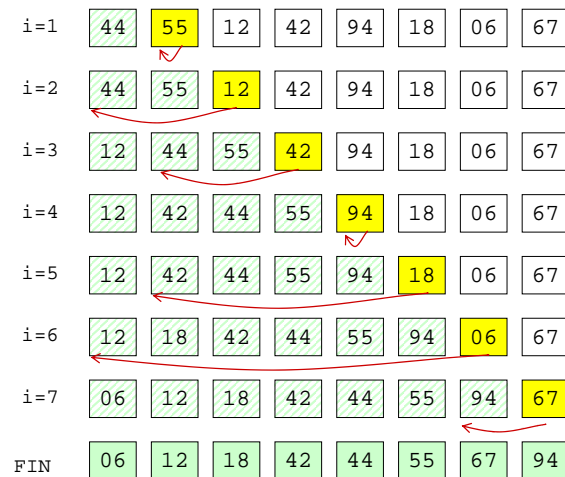 i=1 44 55 12 42 94 18 06 67
i=2 44 55 12 42 94 18 06 67
i=3 12 44 55 42 94 18 06 67
i=4 12 42 44 55 94 18 06 67
i=5 12 42 44 55 94 18 06 67
i=6 12 18 42 44 55 94 06 67
i=7 06 12 18 42 44 55 94 67
FIN 06 12 18 42 44 55 67 94